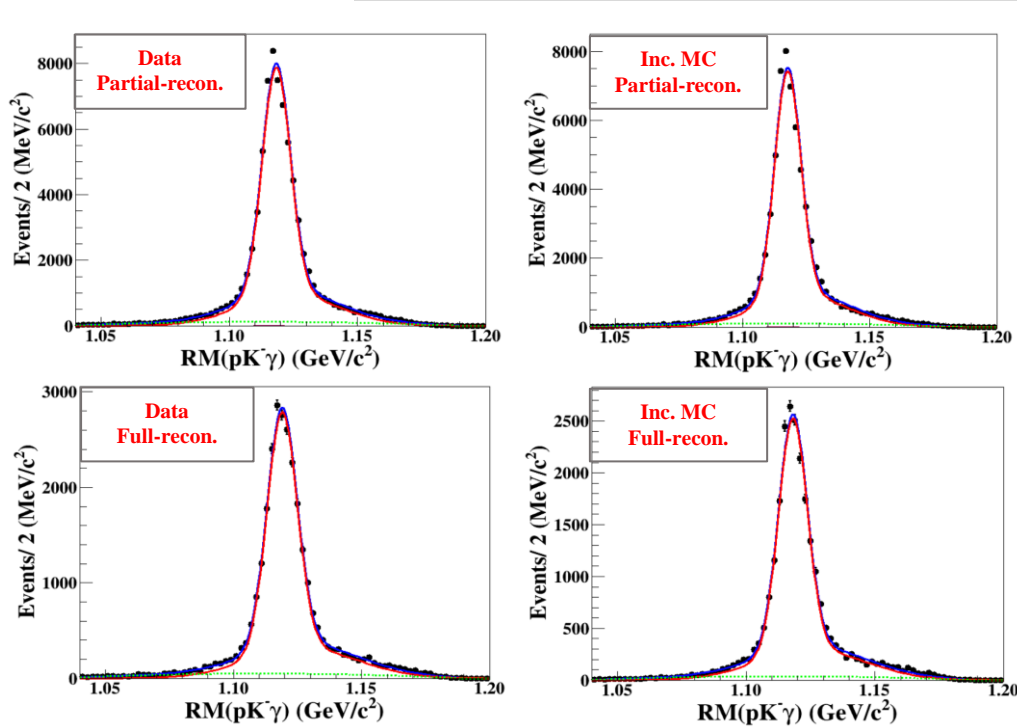 Data
Partial-recon.
Events/ 2 (MeV/c²)
8000
6000
4000
2000
0
1.05
1.10
1.15
1.20
RM(pK⁻γ) (GeV/c²)
Inc. MC
Partial-recon.
Events/ 2 (MeV/c²)
8000
6000
4000
2000
0
1.05
1.10
1.15
1.20
RM(pK⁻γ) (GeV/c²)
Data
Full-recon.
Events/ 2 (MeV/c²)
3000
2000
1000
0
1.05
1.10
1.15
1.20
RM(pK⁻γ) (GeV/c²)
Inc. MC
Full-recon.
Events/ 2 (MeV/c²)
2500
2000
1500
1000
500
0
1.05
1.10
1.15
1.20
RM(pK⁻γ) (GeV/c²)